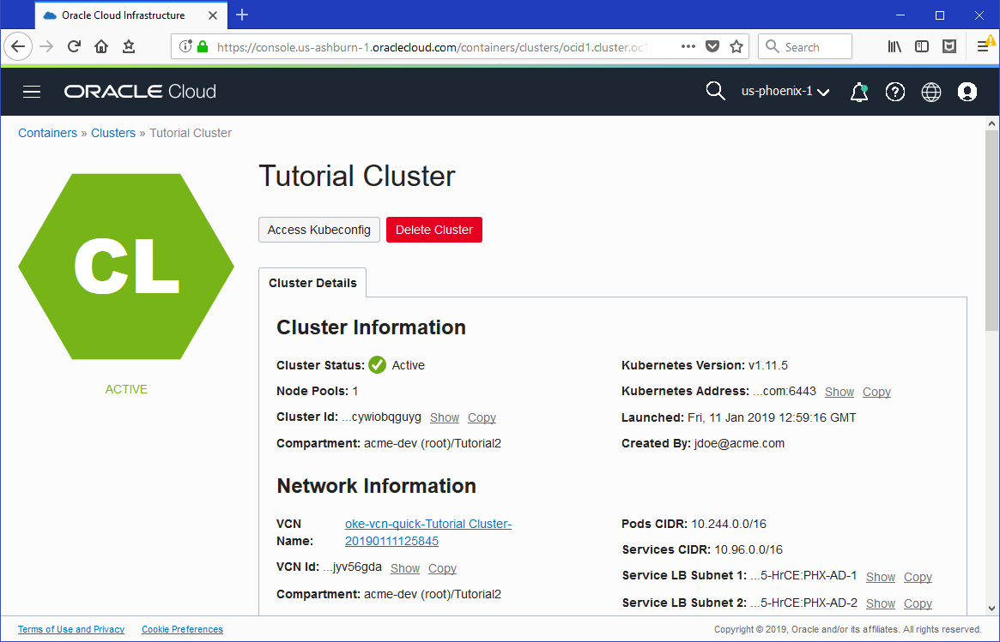 Oracle Cloud Infrastructure
https://console.us-ashburn-1.oraclecloud.com/containers/clusters/ocid1.cluster.oc1
Search
ORACLE Cloud
us-phoenix-1
Containers » Clusters » Tutorial Cluster
CL
ACTIVE
Tutorial Cluster
Access Kubeconfig
Delete Cluster
Cluster Details
Cluster Information
Cluster Status: Active
Node Pools: 1
Cluster Id: ...cywiobqguyg Show Copy
Compartment: acme-dev (root)/Tutorial2
Kubernetes Version: v1.11.5
Kubernetes Address: ...com:6443 Show Copy
Launched: Fri, 11 Jan 2019 12:59:16 GMT
Created By: jdoe@acme.com
Network Information
VCN Name: oke-vcn-quick-Tutorial Cluster-
20190111125845
VCN Id: ...jyv56gda Show Copy
Compartment: acme-dev (root)/Tutorial2
Pods CIDR: 10.244.0.0/16
Services CIDR: 10.96.0.0/16
Service LB Subnet 1: ...5-HrCE:PHX-AD-1 Show Copy
Service LB Subnet 2: ...5-HrCE:PHX-AD-2 Show Copy
Terms of Use and Privacy
Cookie Preferences
Copyright © 2019, Oracle and/or its affiliates. All rights reserved.